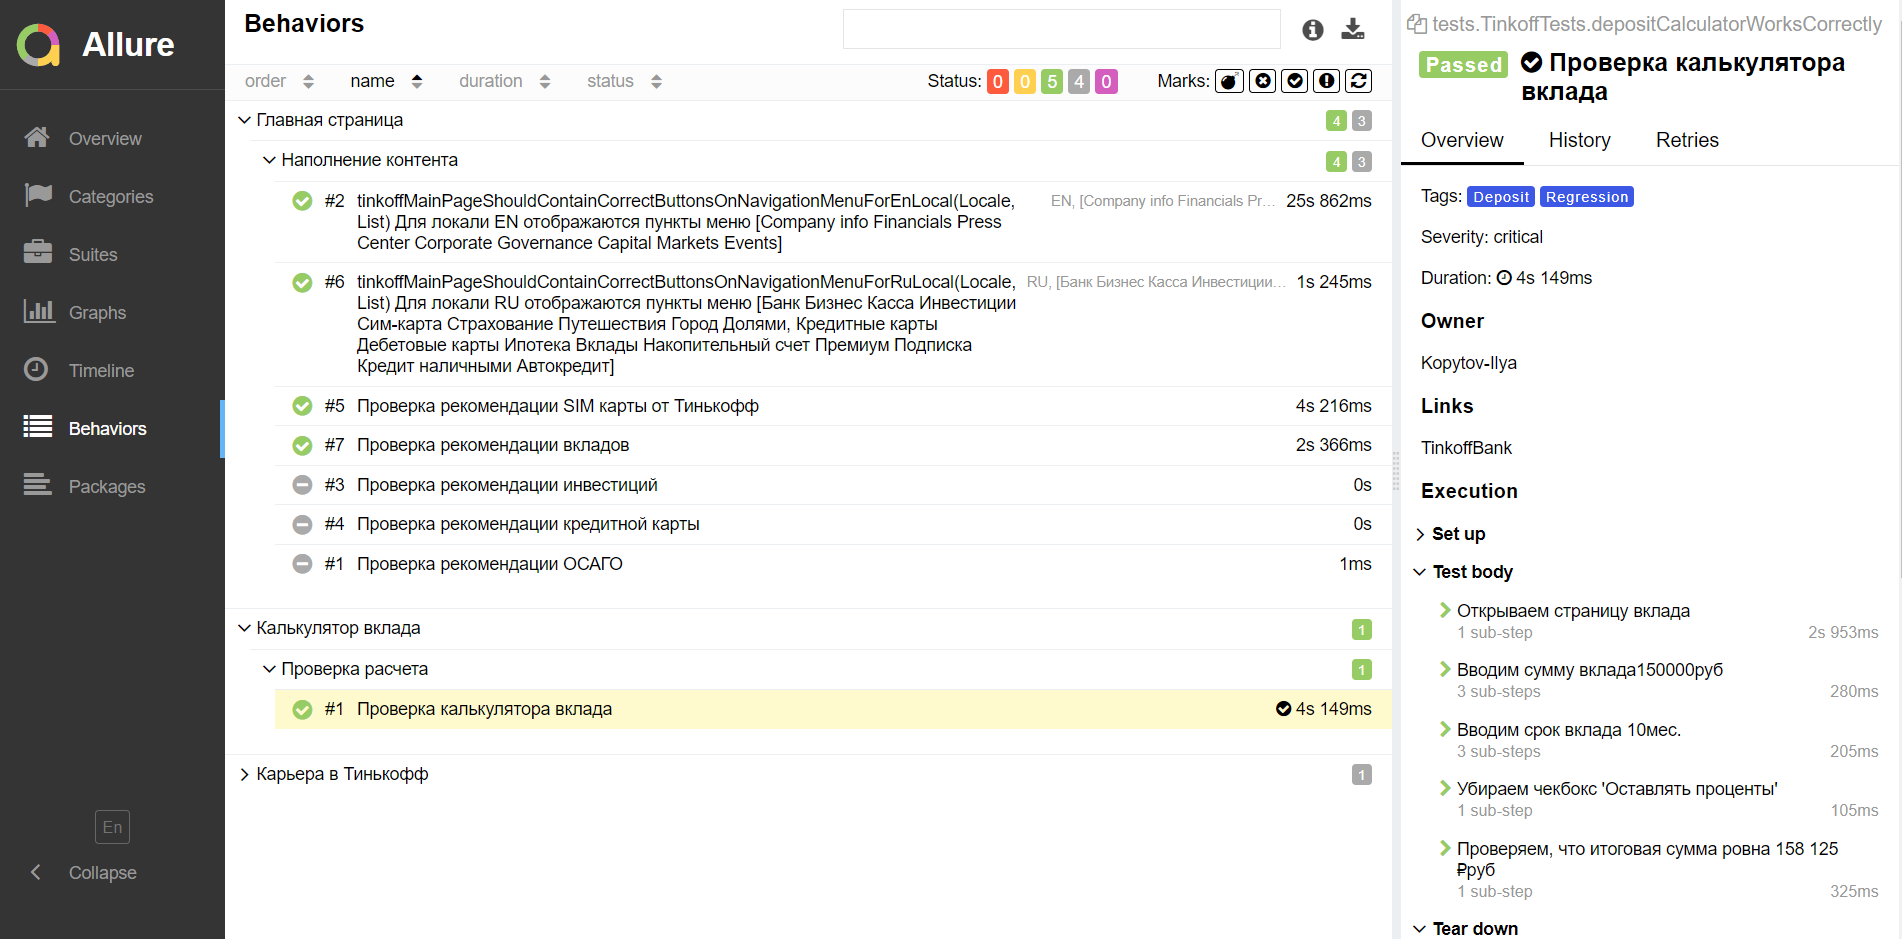 Allure
Overview
Categories
Suites
Graphs
Timeline
Behaviors
Packages
En
Collapse
Behaviors
order name duration status
Status: 0 0 5 4 0 Marks:
Главная страница 4 3
Наполнение контента 4 3
#2 tinkoffMainPageShouldContainCorrectButtonsOnNavigationMenuForEnLocal(Locale, EN, [Company info Financials Pr... 25s 862ms
List) Для локали EN отображаются пункты меню [Company info Financials Press
Center Corporate Governance Capital Markets Events]
#6 tinkoffMainPageShouldContainCorrectButtonsOnNavigationMenuForRuLocal(Locale, RU, [Банк Бизнес Касса Инвестиции... 1s 245ms
List) Для локали RU отображаются пункты меню [Банк Бизнес Касса Инвестиции
Сим-карта Страхование Путешествия Город Долями, Кредитные карты
Дебетовые карты Ипотека Вклады Накопительный счет Премиум Подписка
Кредит наличными Автокредит]
#5 Проверка рекомендации SIM карты от Тинькофф 4s 216ms
#7 Проверка рекомендации вкладов 2s 366ms
#3 Проверка рекомендации инвестиций 0s
#4 Проверка рекомендации кредитной карты 0s
#1 Проверка рекомендации ОСАГО 1ms
Калькулятор вклада 1
Проверка расчета 1
#1 Проверка калькулятора вклада 4s 149ms
Карьера в Тинькофф 1
tests.TinkoffTests.depositCalculatorWorksCorrectly
Passed Проверка калькулятора
вклада
Overview History Retries
Tags: Deposit Regression
Severity: critical
Duration: 4s 149ms
Owner
Kopytov-Ilya
Links
TinkoffBank
Execution
Set up
Test body
Открываем страницу вклада
1 sub-step 2s 953ms
Вводим сумму вклада150000руб
3 sub-steps 280ms
Вводим срок вклада 10мес.
3 sub-steps 205ms
Убираем чекбокс 'Оставлять проценты'
1 sub-step 105ms
Проверяем, что итоговая сумма ровна 158 125
₽руб
1 sub-step 325ms
Tear down